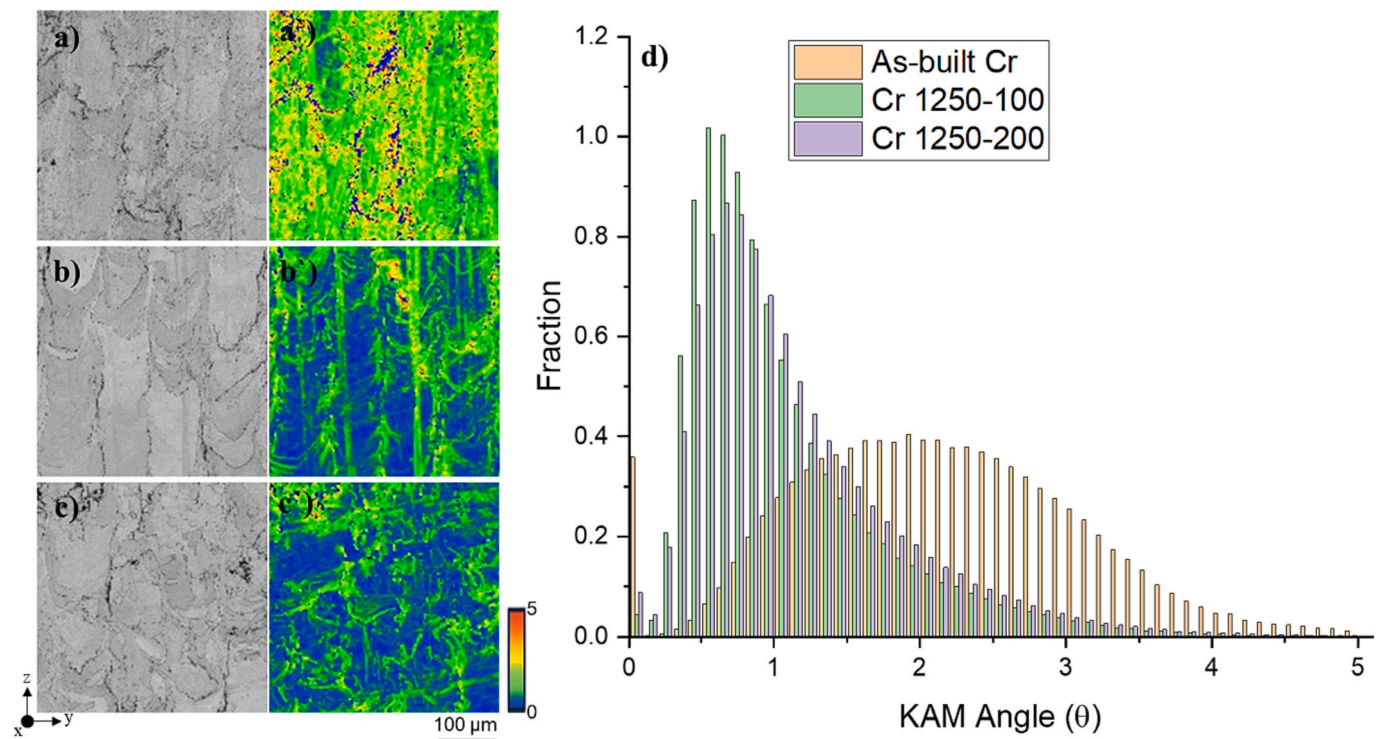 a)
a`)
b)
b`)
c)
c`)
5
0
z
x
y
100 µm
d)
As-built Cr
Cr 1250-100
Cr 1250-200
Fraction
1.2
1.0
0.8
0.6
0.4
0.2
0.0
0 1 2 3 4 5
KAM Angle (θ)